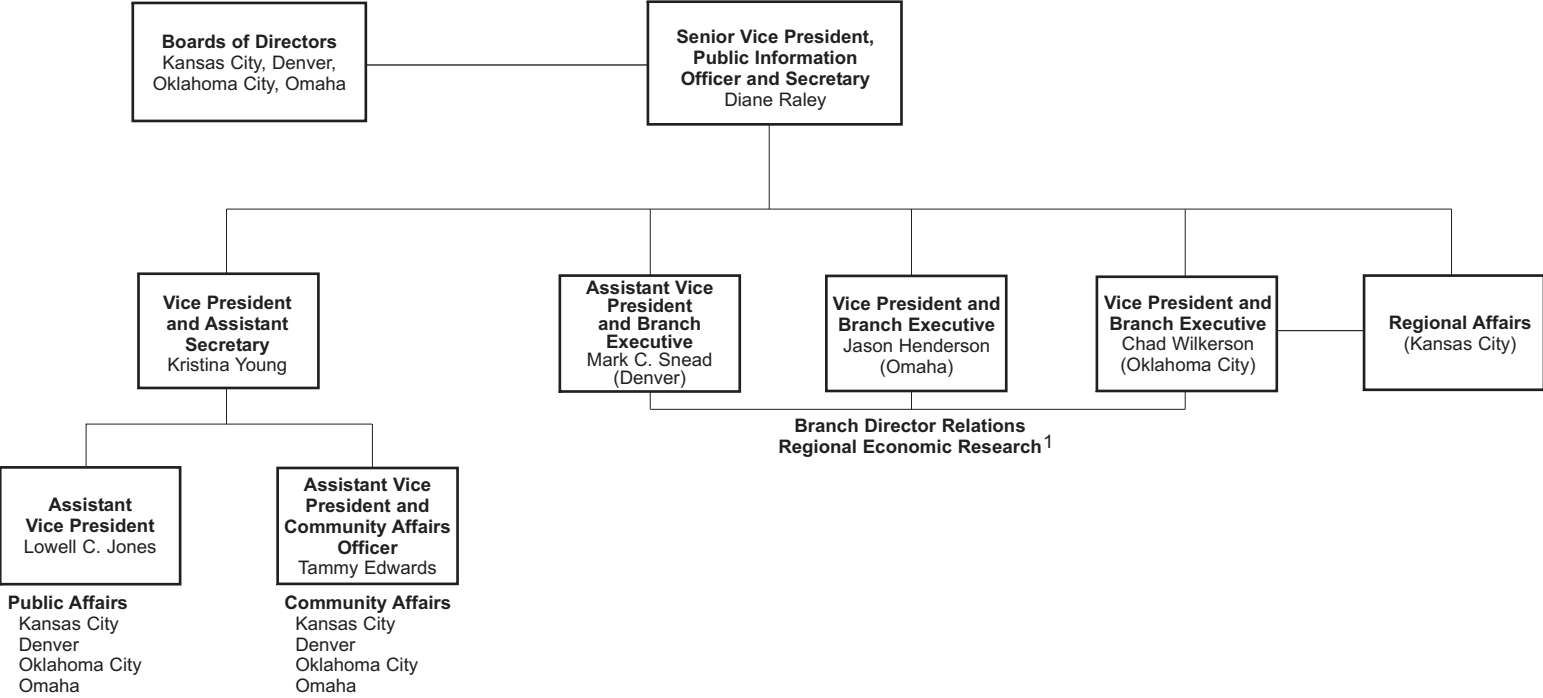 Boards of Directors
Kansas City, Denver,
Oklahoma City, Omaha
Senior Vice President,
Public Information
Officer and Secretary
Diane Raley
Vice President
and Assistant
Secretary
Kristina Young
Assistant Vice
President
and Branch
Executive
Mark C. Snead
(Denver)
Vice President and
Branch Executive
Jason Henderson
(Omaha)
Vice President and
Branch Executive
Chad Wilkerson
(Oklahoma City)
Regional Affairs
(Kansas City)
Branch Director Relations
Regional Economic Research1
Assistant
Vice President
Lowell C. Jones
Public Affairs
Kansas City
Denver
Oklahoma City
Omaha
Assistant Vice
President and
Community Affairs
Officer
Tammy Edwards
Community Affairs
Kansas City
Denver
Oklahoma City
Omaha